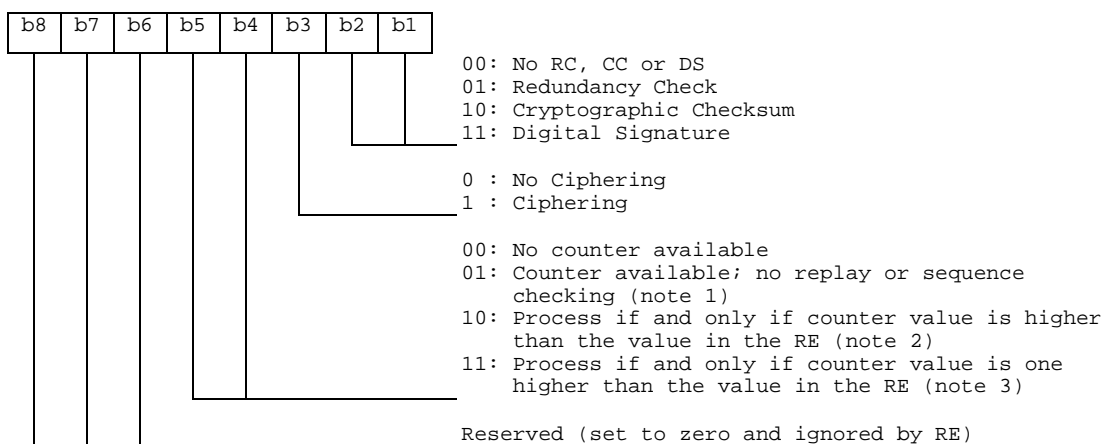 b8 b7 b6 b5 b4 b3 b2 b1
00: No RC, CC or DS
01: Redundancy Check
10: Cryptographic Checksum
11: Digital Signature
0 : No Ciphering
1 : Ciphering
00: No counter available
01: Counter available; no replay or sequence
checking (note 1)
10: Process if and only if counter value is higher
than the value in the RE (note 2)
11: Process if and only if counter value is one
higher than the value in the RE (note 3)
Reserved (set to zero and ignored by RE)